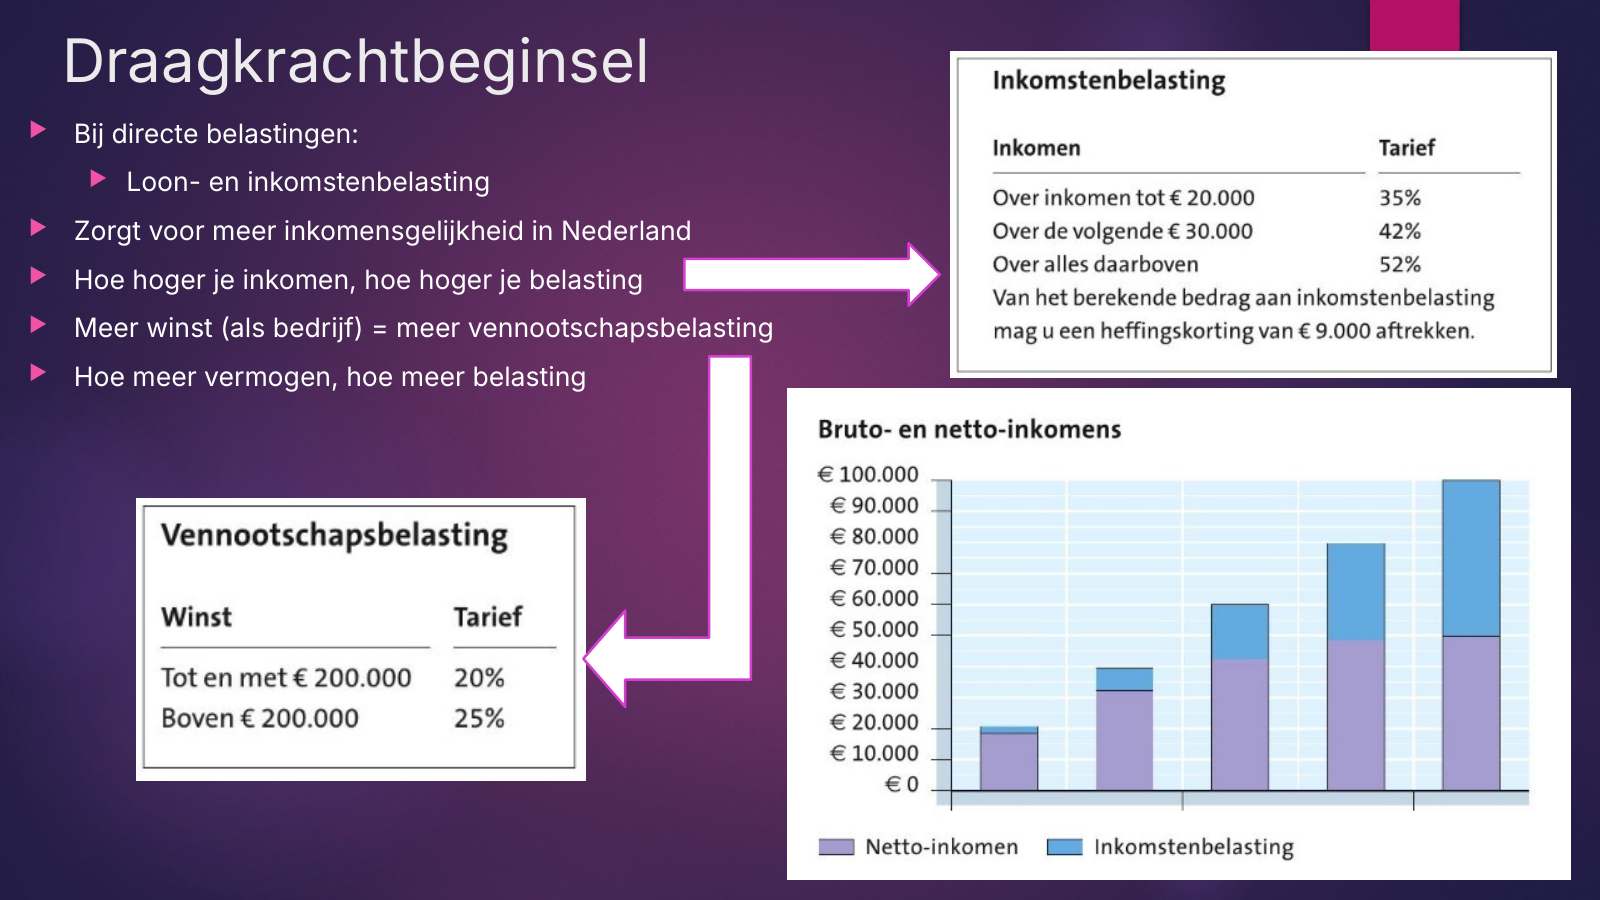 Draagkrachtbeginsel
Bij directe belastingen:
Loon- en inkomstenbelasting
Zorgt voor meer inkomensgelijkheid in Nederland
Hoe hoger je inkomen, hoe hoger je belasting
Meer winst (als bedrijf) = meer vennootschapsbelasting
Hoe meer vermogen, hoe meer belasting
Inkomstenbelasting
Inkomen Tarief
Over inkomen tot € 20.000 35%
Over de volgende € 30.000 42%
Over alles daarboven 52%
Van het berekende bedrag aan inkomstenbelasting
mag u een heffingskorting van € 9.000 aftrekken.
Vennootschapsbelasting
Winst Tarief
Tot en met € 200.000 20%
Boven € 200.000 25%
Bruto- en netto-inkomens
€ 100.000
€ 90.000
€ 80.000
€ 70.000
€ 60.000
€ 50.000
€ 40.000
€ 30.000
€ 20.000
€ 10.000
€ 0
Netto-inkomen Inkomstenbelasting